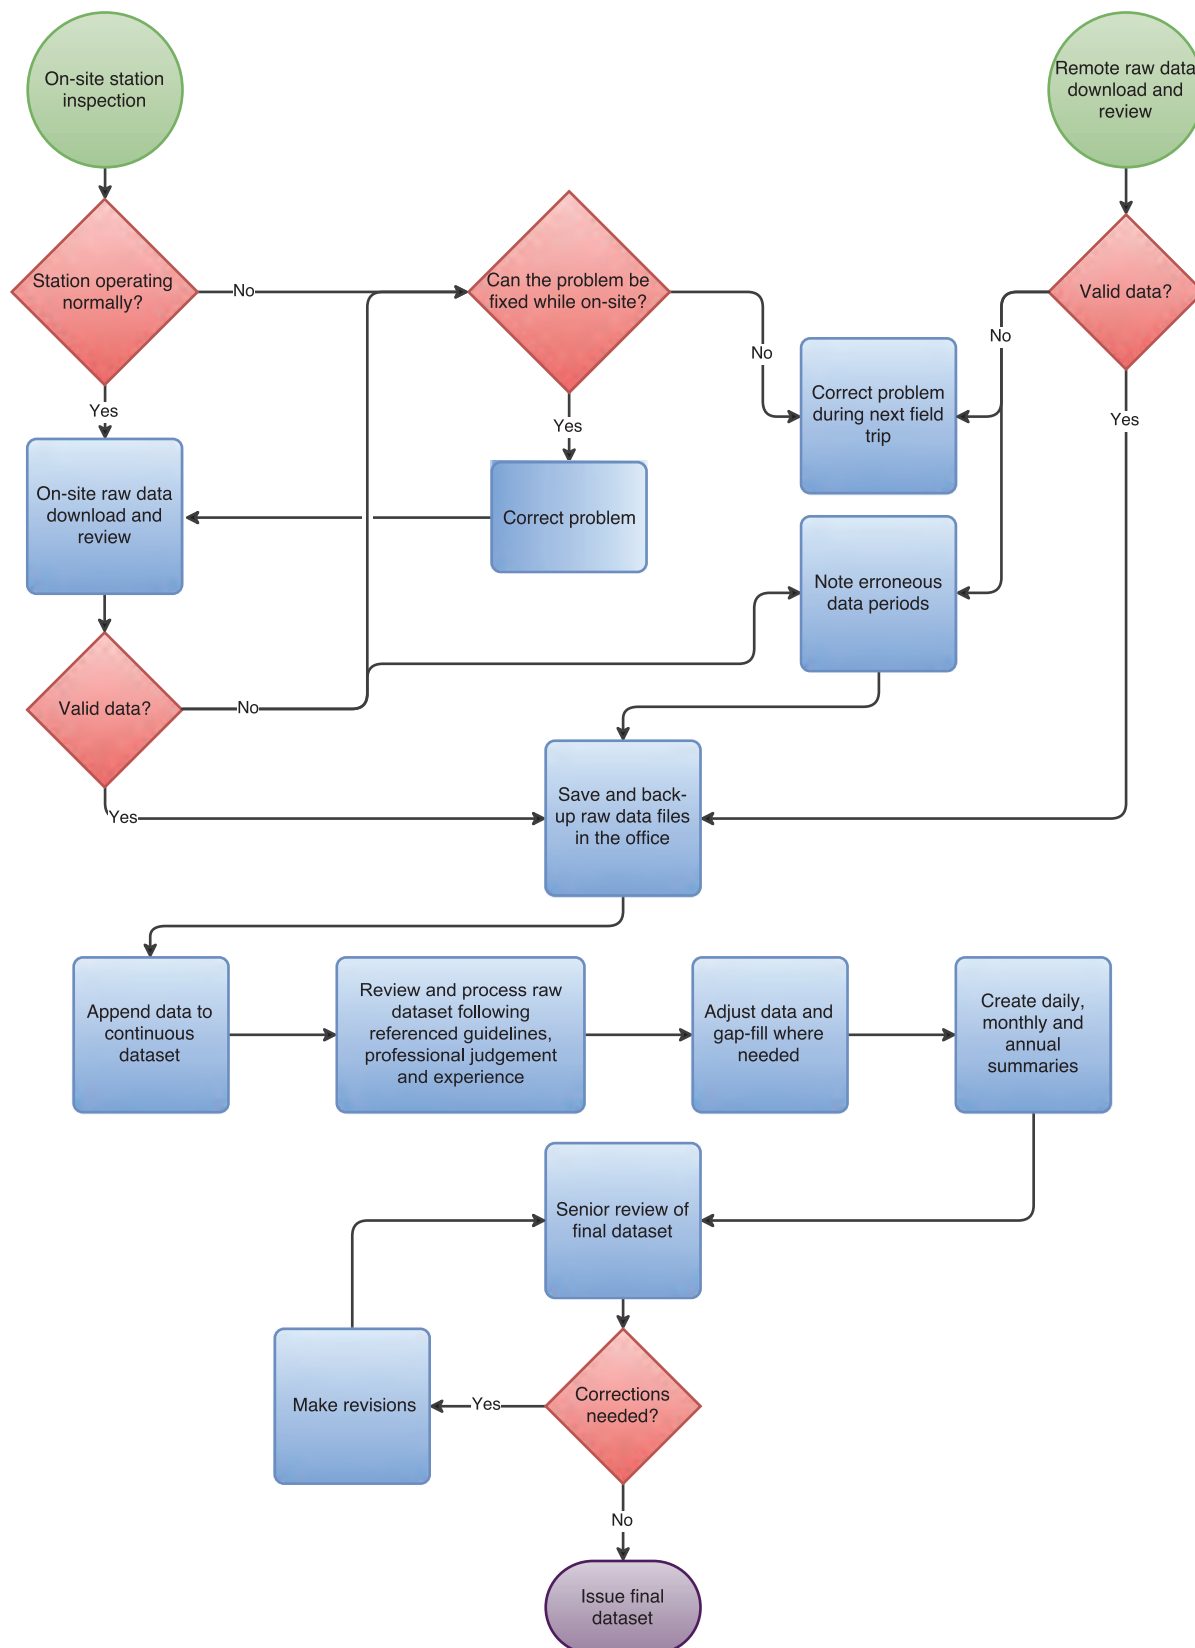 On-site station
inspection
Remote raw data
download and
review
Station operating
normally?
No
Can the problem be
fixed while on-site?
Valid data?
No
No
Yes
Yes
Yes
Correct problem
during next field
trip
On-site raw data
download and
review
Correct problem
Note erroneous
data periods
Valid data?
No
Yes
Save and back-
up raw data files
in the office
Append data to
continuous
dataset
Review and process raw
dataset following
referenced guidelines,
professional judgement
and experience
Adjust data and
gap-fill where
needed
Create daily,
monthly and
annual
summaries
Senior review of
final dataset
Make revisions
Yes
Corrections
needed?
No
Issue final
dataset